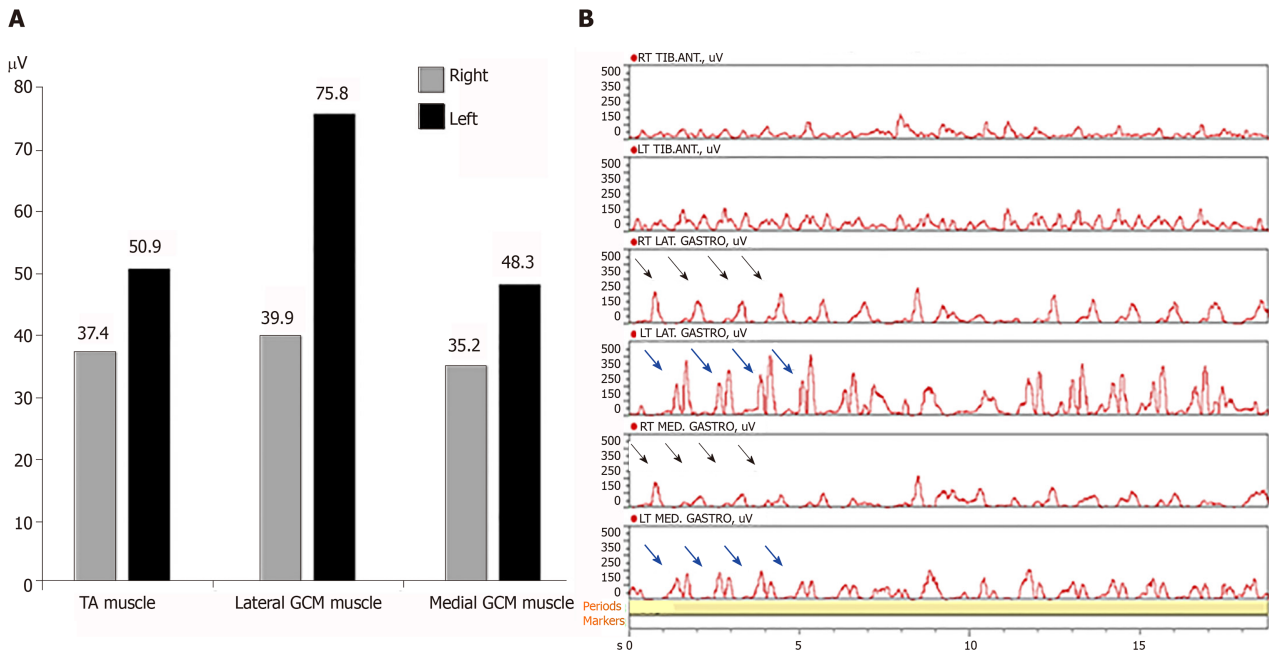 A
μV
80
70
60
50
40
30
20
10
0
Right
Left
37.4
50.9
39.9
75.8
35.2
48.3
TA muscle
Lateral GCM muscle
Medial GCM muscle
B
RT TIB.ANT., uV
500
350
250
150
0
LT TIB.ANT., uV
500
350
250
150
0
RT LAT. GASTRO, uV
500
350
250
150
0
LT LAT. GASTRO, uV
500
350
250
150
0
RT MED. GASTRO, uV
500
350
250
150
0
LT MED. GASTRO, uV
500
350
250
150
0
Periods
Markers
s 0 5 10 15